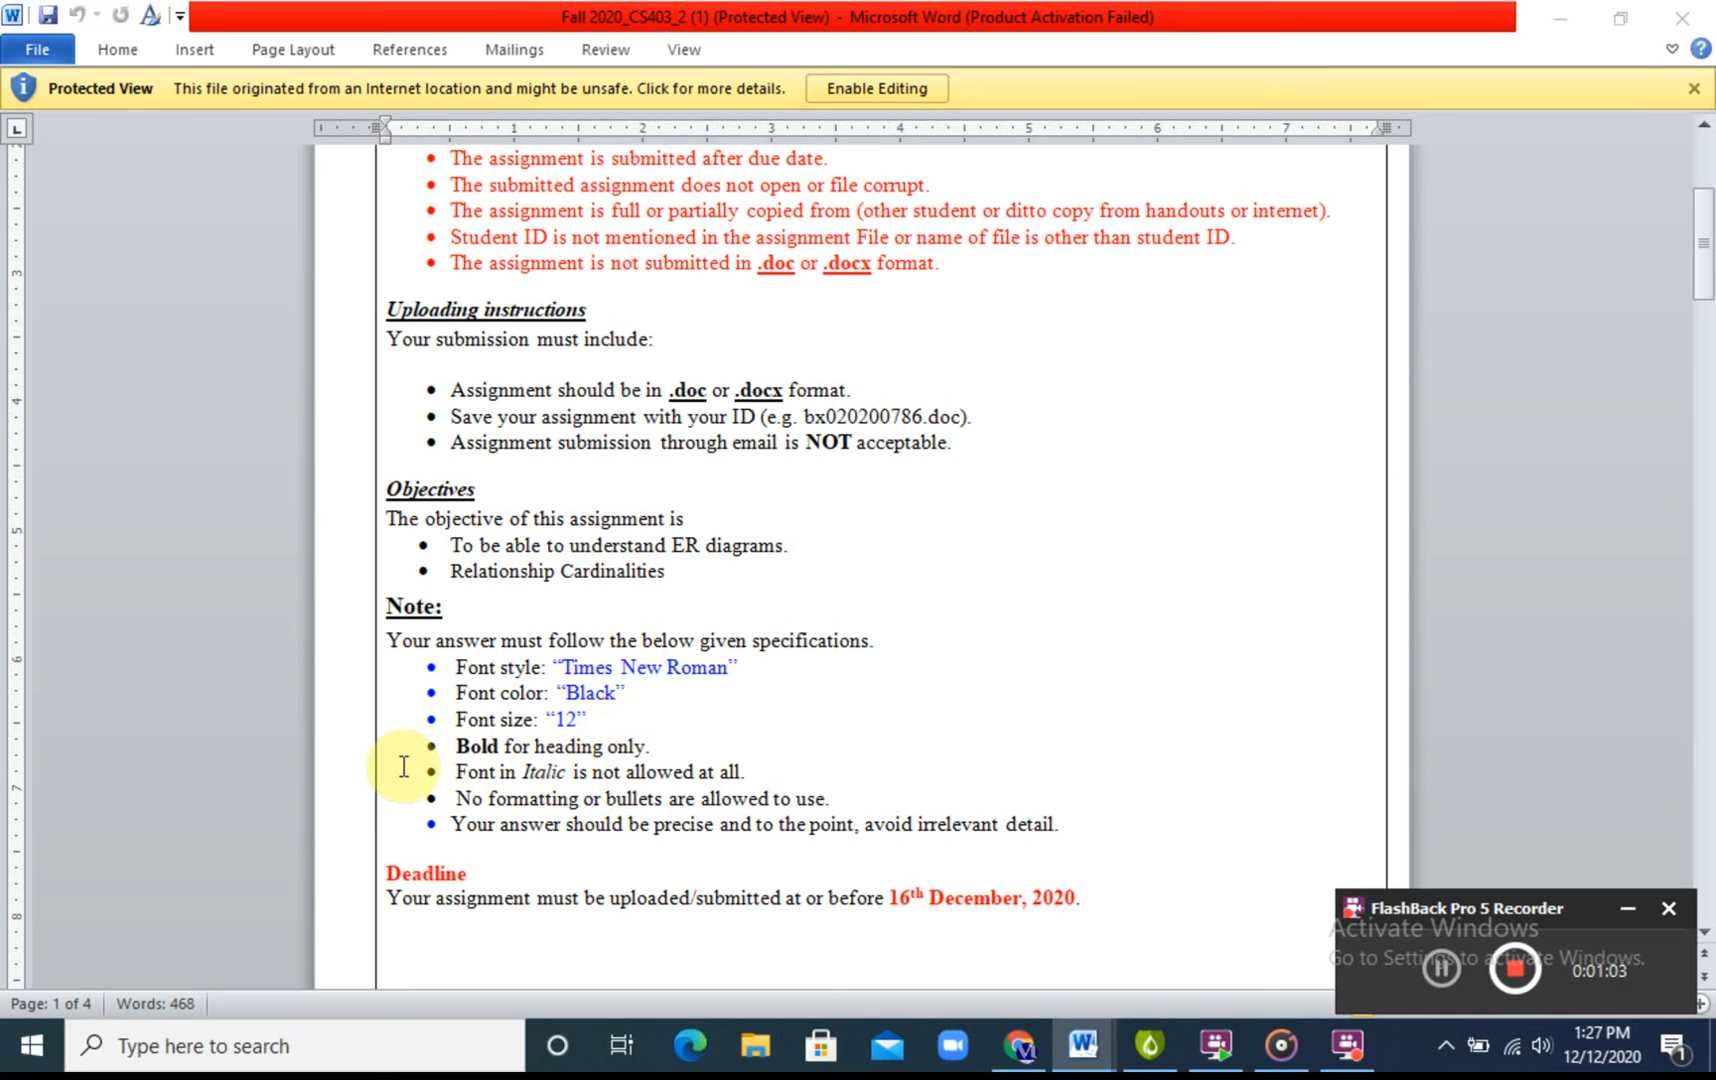 Fall 2020_CS403_2 (1) (Protected View) - Microsoft Word (Product Activation Failed)
File Home Insert Page Layout References Mailings Review View
Protected View This file originated from an Internet location and might be unsafe. Click for more details. Enable Editing
1 2 3 4 5 6 7
• The assignment is submitted after due date.
• The submitted assignment does not open or file corrupt.
• The assignment is full or partially copied from (other student or ditto copy from handouts or internet).
• Student ID is not mentioned in the assignment File or name of file is other than student ID.
• The assignment is not submitted in .doc or .docx format.
Uploading instructions
Your submission must include:
• Assignment should be in .doc or .docx format.
• Save your assignment with your ID (e.g. bx020200786.doc).
• Assignment submission through email is NOT acceptable.
Objectives
The objective of this assignment is
• To be able to understand ER diagrams.
• Relationship Cardinalities
Note:
Your answer must follow the below given specifications.
• Font style: “Times New Roman”
• Font color: “Black”
• Font size: “12”
• Bold for heading only.
• Font in Italic is not allowed at all.
• No formatting or bullets are allowed to use.
• Your answer should be precise and to the point, avoid irrelevant detail.
Deadline
Your assignment must be uploaded/submitted at or before 16th December, 2020.
FlashBack Pro 5 Recorder
Activate Windows
Go to Settings to activate Windows.
0:01:03
Page: 1 of 4 Words: 468
Type here to search
1:27 PM
12/12/2020